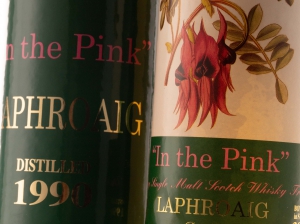 "In the Pink"
LAPHROAIG
DISTILLED
"In the Pink"
Single Malt Scotch Whisky
LAPHROAIG